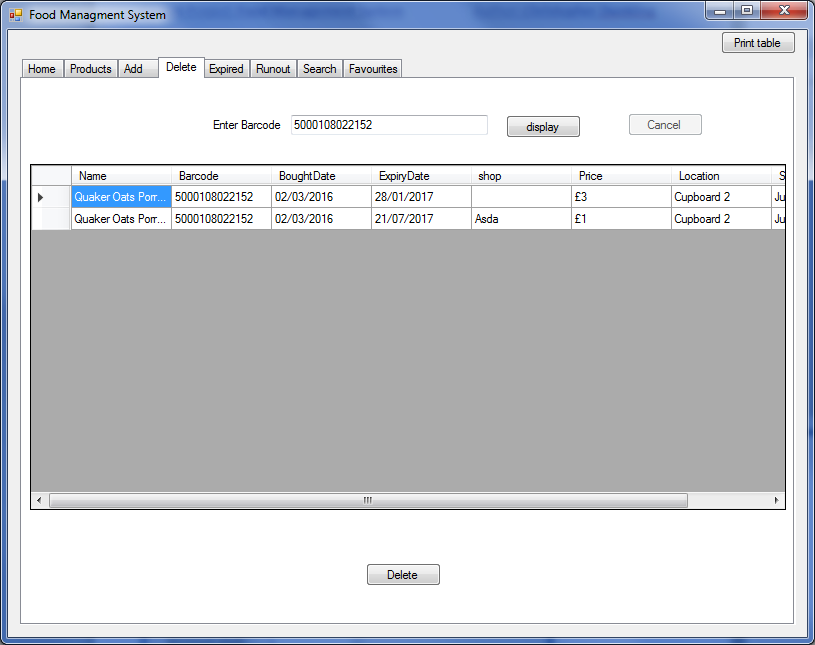 Food Managment System
Print table
Home Products Add Delete Expired Runout Search Favourites
Enter Barcode 5000108022152 display Cancel
Name Barcode BoughtDate ExpiryDate shop Price Location S
Quaker Oats Porr... 5000108022152 02/03/2016 28/01/2017 £3 Cupboard 2 Ju
Quaker Oats Porr... 5000108022152 02/03/2016 21/07/2017 Asda £1 Cupboard 2 Ju
Delete